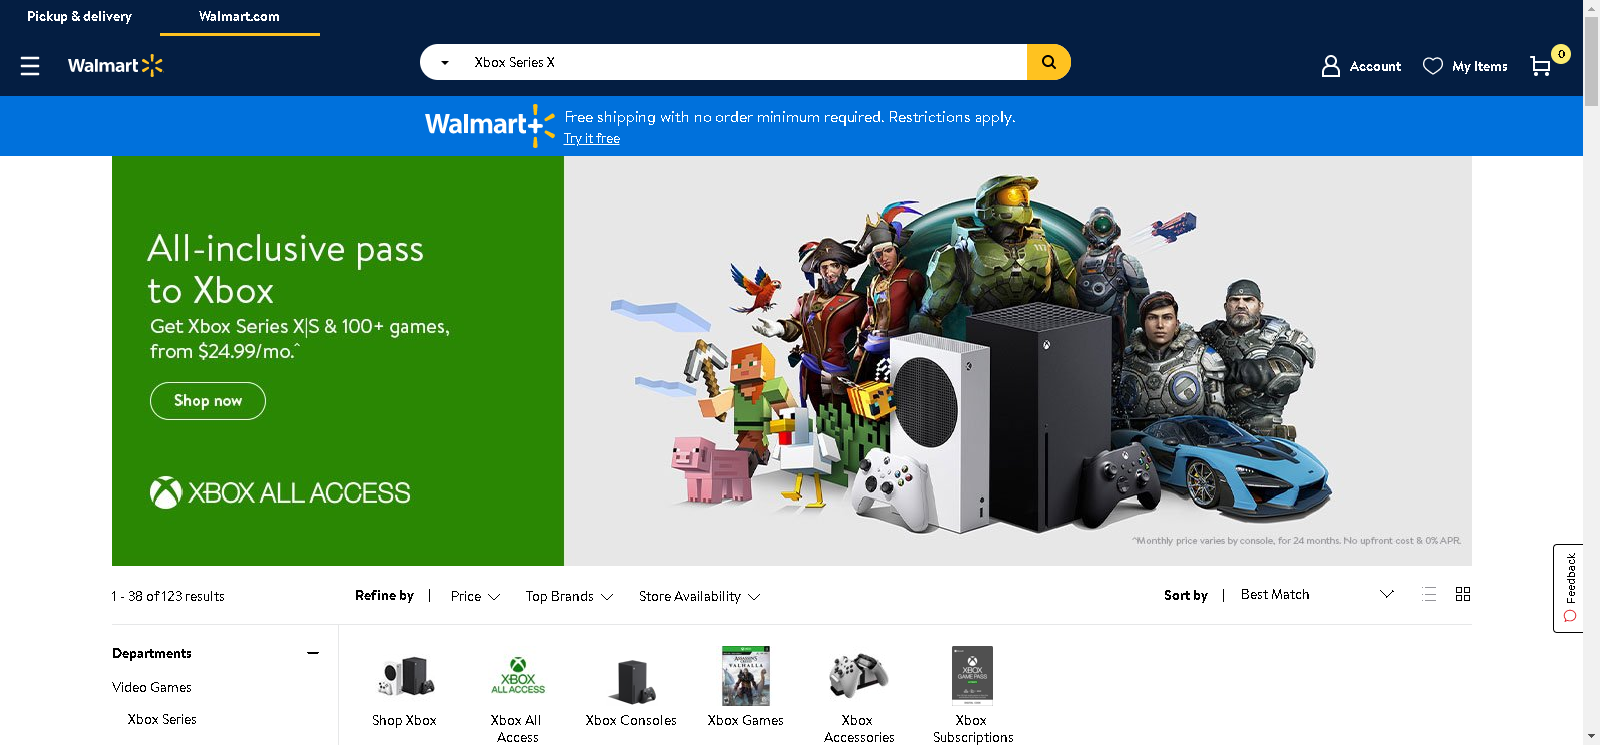 Pickup & delivery
Walmart.com
Walmart
Xbox Series X
Account
My Items
0
Walmart+
Free shipping with no order minimum required. Restrictions apply.
Try it free
All-inclusive pass
to Xbox
Get Xbox Series X|S & 100+ games,
from $24.99/mo.^
Shop now
XBOX ALL ACCESS
^Monthly price varies by console, for 24 months. No upfront cost & 0% APR.
Feedback
1 - 38 of 123 results
Refine by
Price
Top Brands
Store Availability
Sort by
Best Match
Departments
Video Games
Xbox Series
XBOX
ALL ACCESS
ASSASSIN'S
VALHALLA
XBOX
GAME PASS
Shop Xbox
Xbox All
Access
Xbox Consoles
Xbox Games
Xbox
Accessories
Xbox
Subscriptions